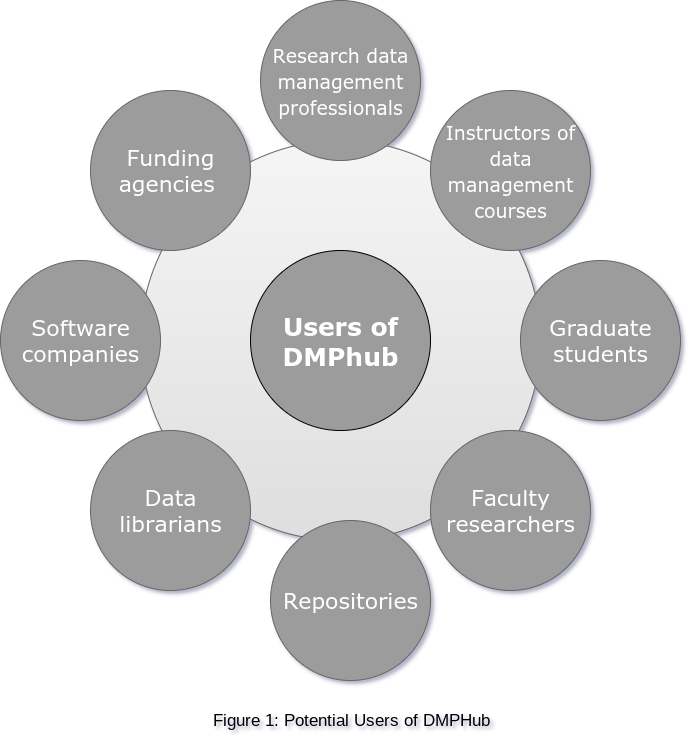 Research data
management
professionals
Instructors of
data
management
courses
Funding
agencies
Users of
DMPhub
Software
companies
Graduate
students
Data
librarians
Faculty
researchers
Repositories
Figure 1: Potential Users of DMPHub